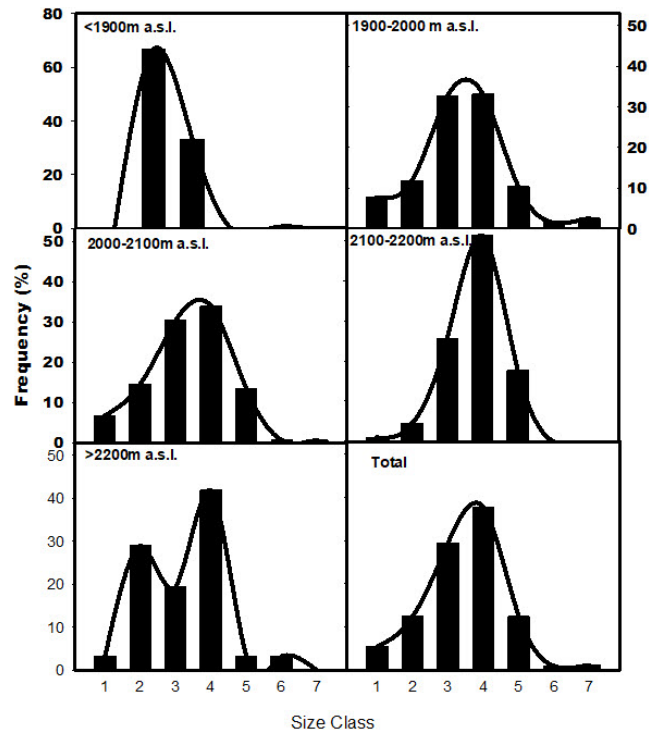 <1900m a.s.l.
1900-2000 m a.s.l.
80
60
40
20
0
50
40
30
20
10
0
2000-2100m a.s.l.
2100-2200m a.s.l.
50
40
30
20
10
0
Frequency (%)
>2200m a.s.l.
Total
50
40
30
20
10
0
1 2 3 4 5 6 7
1 2 3 4 5 6 7
Size Class